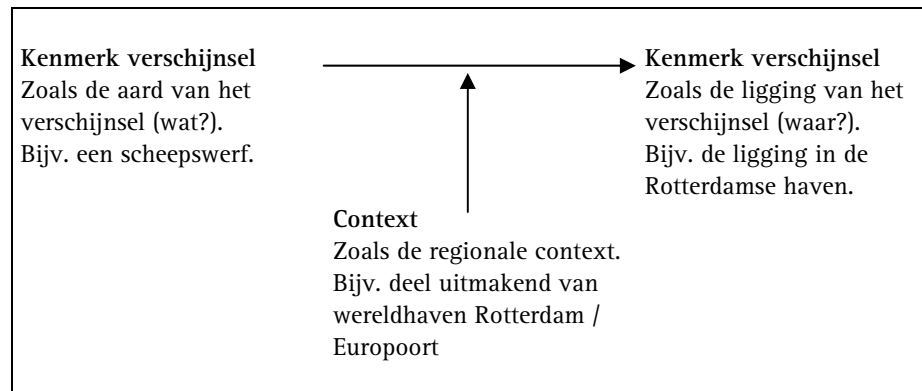 Kenmerk verschijnsel
Zoals de aard van het
verschijnsel (wat?).
Bijv. een scheepswerf.
Kenmerk verschijnsel
Zoals de ligging van het
verschijnsel (waar?).
Bijv. de ligging in de
Rotterdamse haven.
Context
Zoals de regionale context.
Bijv. deel uitmakend van
wereldhaven Rotterdam /
Europoort